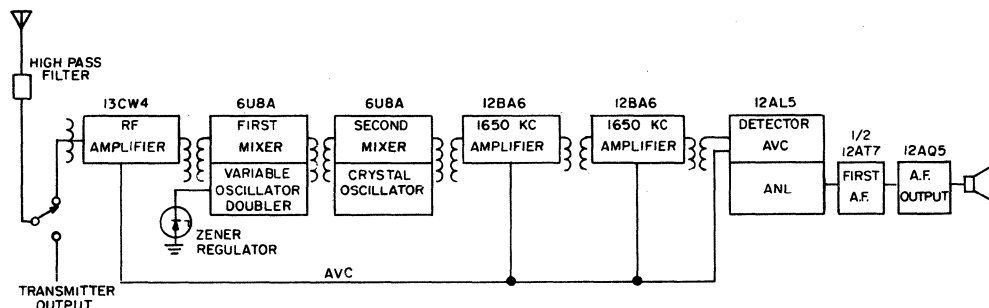 HIGH PASS
FILTER
13CW4
RF
AMPLIFIER
6U8A
FIRST
MIXER
VARIABLE
OSCILLATOR
DOUBLER
ZENER
REGULATOR
6U8A
SECOND
MIXER
CRYSTAL
OSCILLATOR
12BA6
1650 KC
AMPLIFIER
12BA6
1650 KC
AMPLIFIER
12AL5
DETECTOR
AVC
ANL
1/2
12AT7
FIRST
A.F.
12AQ5
A.F.
OUTPUT
AVC
TRANSMITTER
OUTPUT